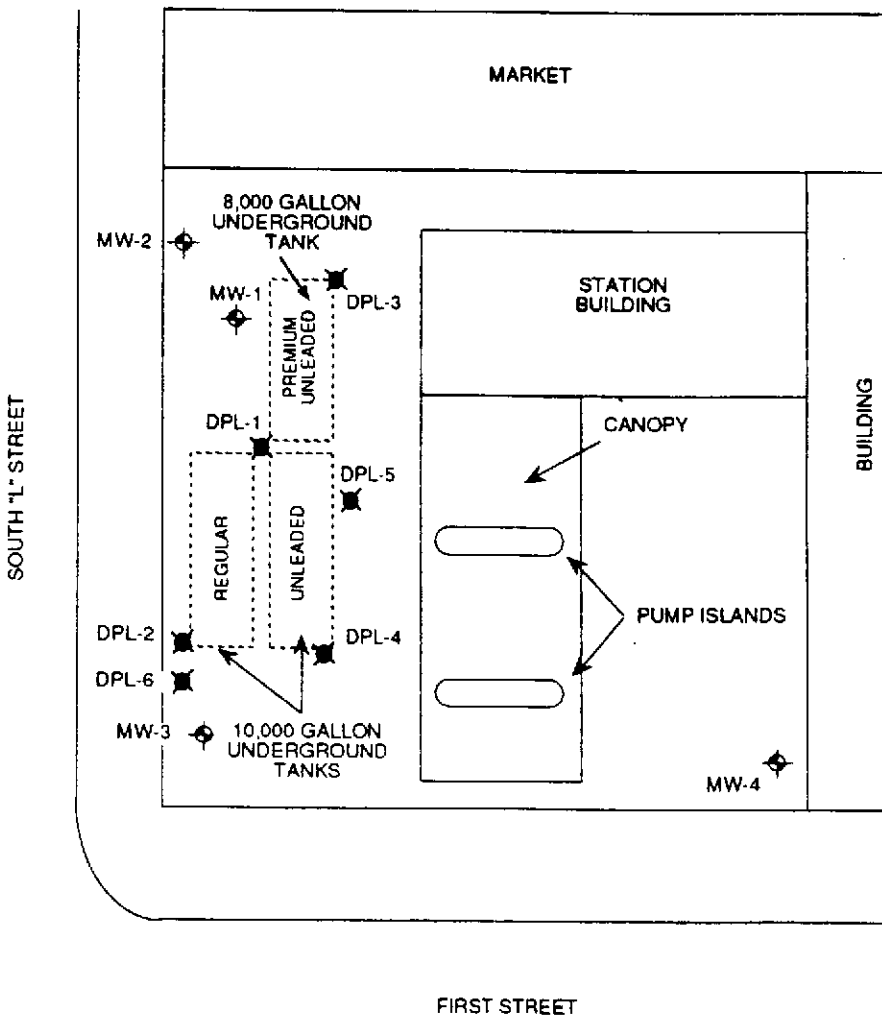 MARKET
8,000 GALLON
UNDERGROUND
TANK
MW-2
MW-1
DPL-3
STATION
BUILDING
PREMIUM
UNLEADED
SOUTH "L" STREET
BUILDING
DPL-1
CANOPY
DPL-5
REGULAR
UNLEADED
PUMP ISLANDS
DPL-2
DPL-4
DPL-6
MW-3
10,000 GALLON
UNDERGROUND
TANKS
MW-4
FIRST STREET